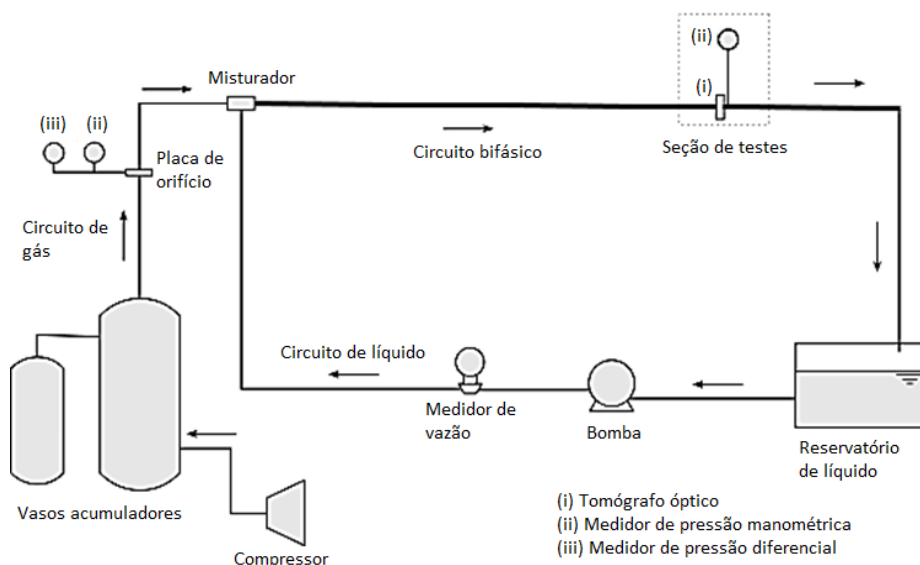 (ii)
Misturador
(i)
(iii) (ii)
Circuito bifásico
Seção de testes
Placa de
orifício
Circuito de
gás
Circuito de líquido
Medidor de
vazão
Bomba
Reservatório
de líquido
Vasos acumuladores
Compressor
(i) Tomógrafo óptico
(ii) Medidor de pressão manométrica
(iii) Medidor de pressão diferencial